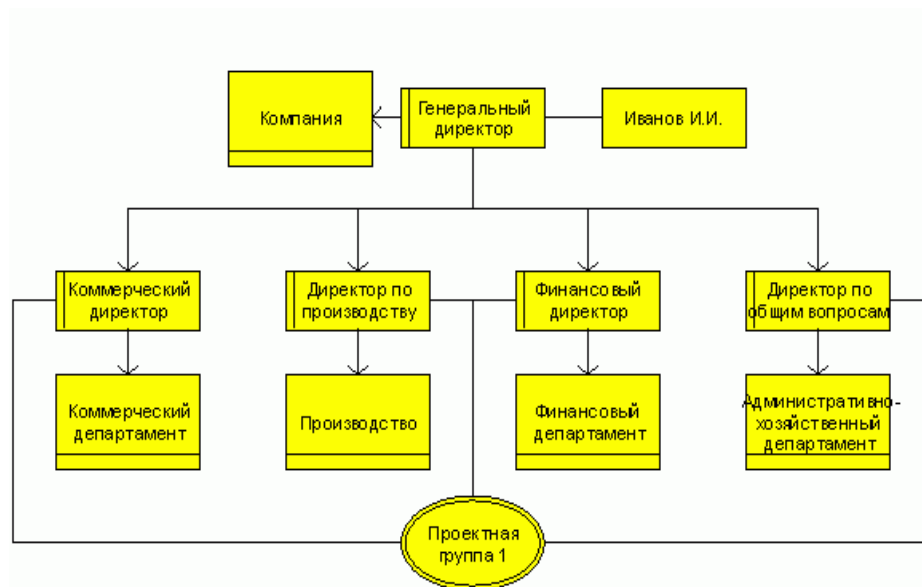 Компания
Генеральный
директор
Иванов И.И.
Коммерческий
директор
Директор по
производству
Финансовый
директор
Директор по
общим вопросам
Коммерческий
департамент
Производство
Финансовый
департамент
Административно-
хозяйственный
департамент
Проектная
группа 1